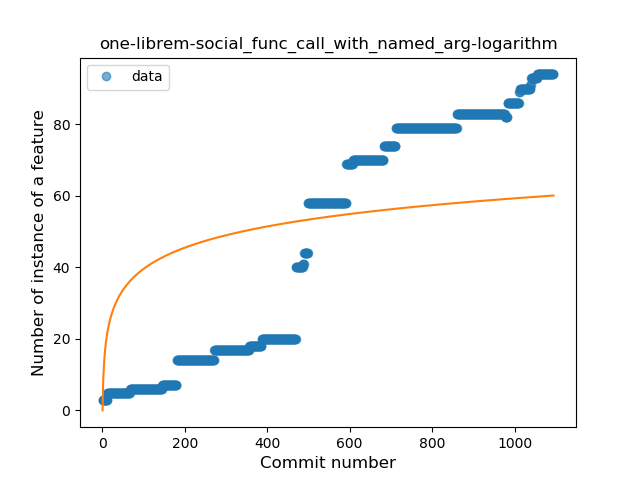 one-librem-social_func_call_with_named_arg-logarithm
data
Number of instance of a feature
80
60
40
20
0
0 200 400 600 800 1000
Commit number